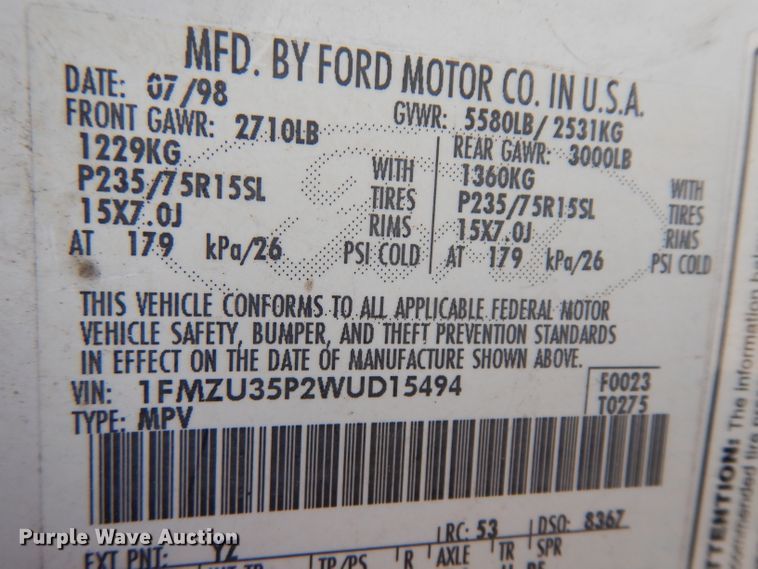 MFD. BY FORD MOTOR CO. IN U.S.A.
DATE: 07/98 GVWR: 5580LB/ 2531KG
FRONT GAWR: 2710LB REAR GAWR: 3000LB
1229KG WITH 1360KG WITH
P235/75R15SL TIRES P235/75R15SL TIRES
15X7.0J RIMS 15X7.0J RIMS
AT 179 kPa/26 PSI COLD AT 179 kPa/26 PSI COLD
THIS VEHICLE CONFORMS TO ALL APPLICABLE FEDERAL MOTOR
VEHICLE SAFETY, BUMPER, AND THEFT PREVENTION STANDARDS
IN EFFECT ON THE DATE OF MANUFACTURE SHOWN ABOVE.
VIN: 1FMZU35P2WUD15494 F0023
TYPE: MPV T0275
RC: 53 DSO: 8367
EXT PNT: YZ
TP/PS R AXLE TR SPR
Purple Wave Auction
The information